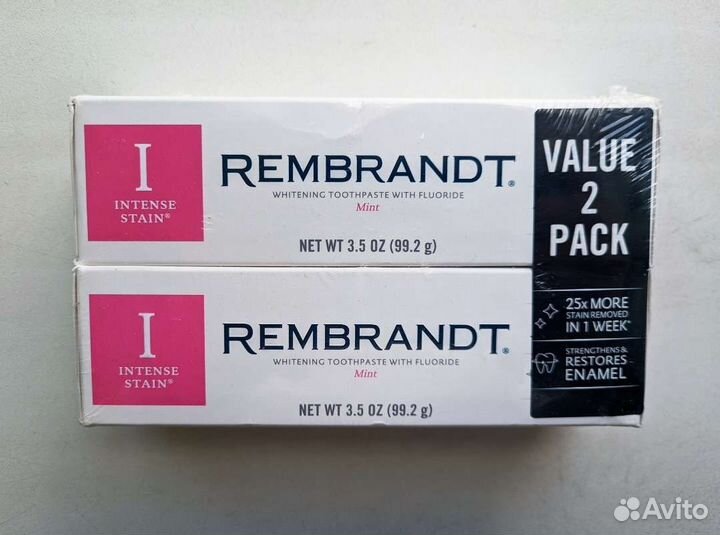 I
INTENSE
STAIN®
REMBRANDT®
WHITENING TOOTHPASTE WITH FLUORIDE
Mint
NET WT 3.5 OZ (99.2 g)
I
INTENSE
STAIN®
REMBRANDT®
WHITENING TOOTHPASTE WITH FLUORIDE
Mint
NET WT 3.5 OZ (99.2 g)
VALUE
2
PACK
25x MORE
STAIN REMOVED
IN 1 WEEK*
STRENGTHENS &
RESTORES
ENAMEL
Avito